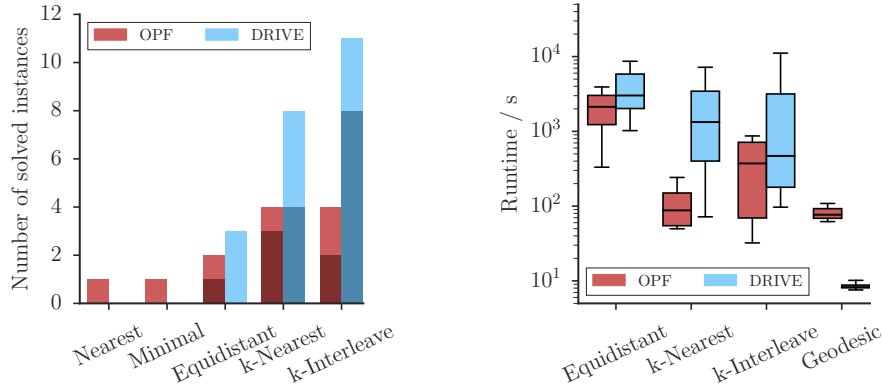 Number of solved instances
12
10
8
6
4
2
0
OPF
DRIVE
Nearest
Minimal
Equidistant
k-Nearest
k-Interleave
Runtime / s
10^4
10^3
10^2
10^1
OPF
DRIVE
Equidistant
k-Nearest
k-Interleave
Geodesic